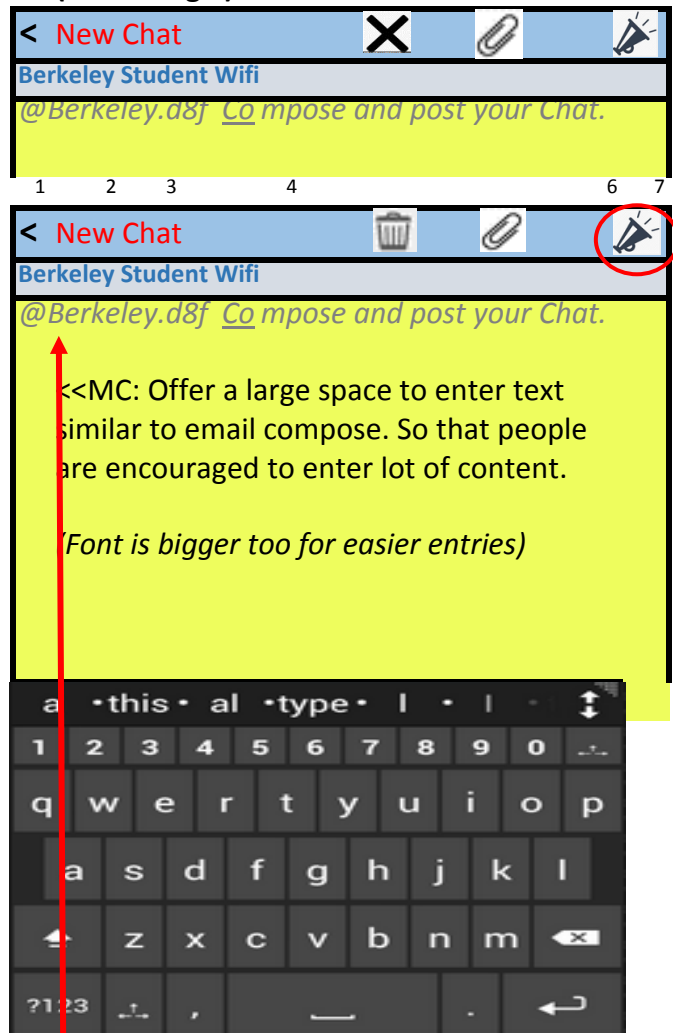 < New Chat
Berkeley Student Wifi
@Berkeley.d8f Co mpose and post your Chat.
1 2 3 4 6 7
< New Chat
Berkeley Student Wifi
@Berkeley.d8f Co mpose and post your Chat.
<<MC: Offer a large space to enter text
similar to email compose. So that people
are encouraged to enter lot of content.
(Font is bigger too for easier entries)
a •this• al •type• l • l
1 2 3 4 5 6 7 8 9 0
q w e r t y u i o p
a s d f g h j k l
z x c v b n m
?123 , .